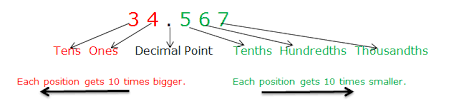 3 4 . 5 6 7
Tens Ones Decimal Point Tenths Hundredths Thousandths
Each position gets 10 times bigger. Each position gets 10 times smaller.